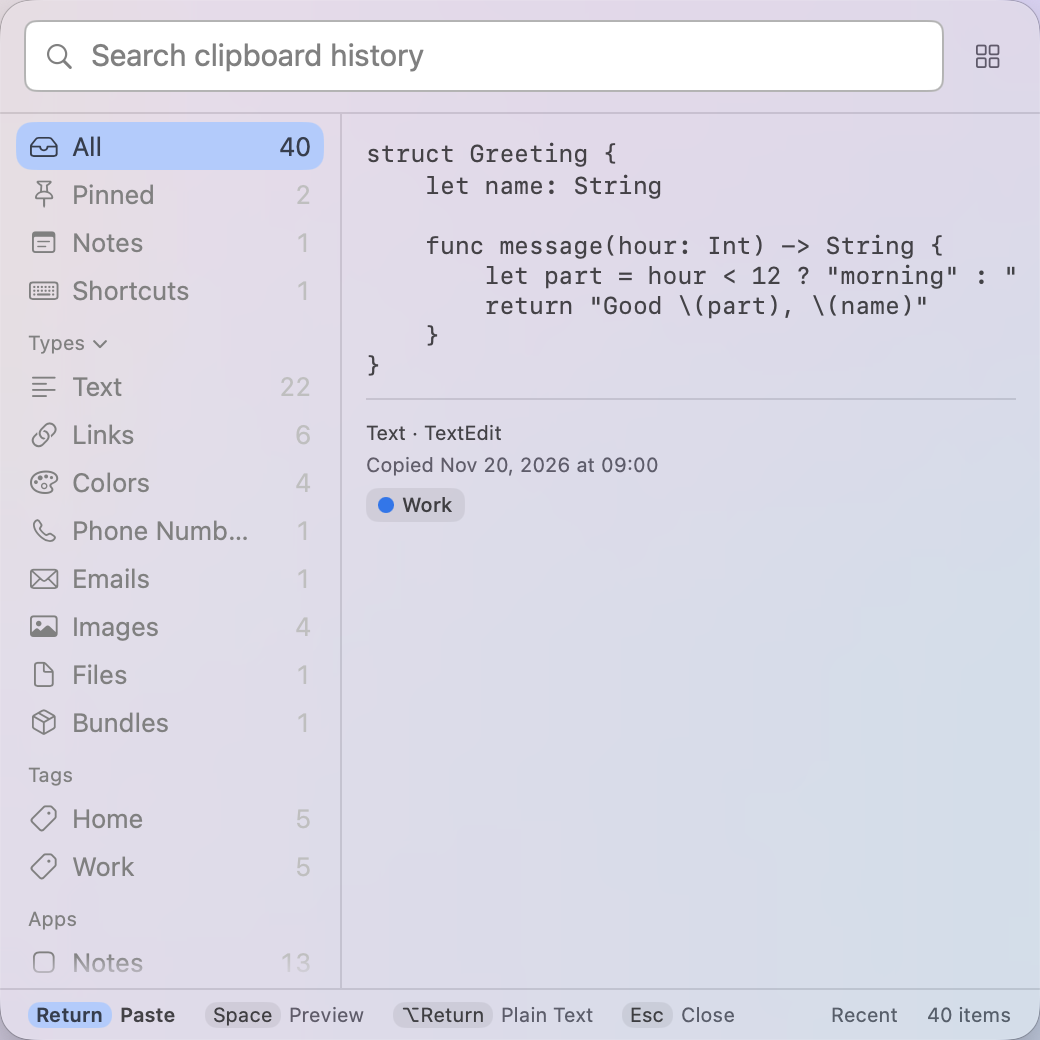 Search clipboard history
All 40
Pinned 2
Notes 1
Shortcuts 1
Types
Text 22
Links 6
Colors 4
Phone Numb... 1
Emails 1
Images 4
Files 1
Bundles 1
Tags
Home 5
Work 5
Apps
Notes 13
struct Greeting {
    let name: String
    func message(hour: Int) -> String {
        let part = hour < 12 ? "morning" : "
        return "Good \(part), \(name)"
    }
}
Text · TextEdit
Copied Nov 20, 2026 at 09:00
Work
Return Paste Space Preview ⌥Return Plain Text Esc Close Recent 40 items